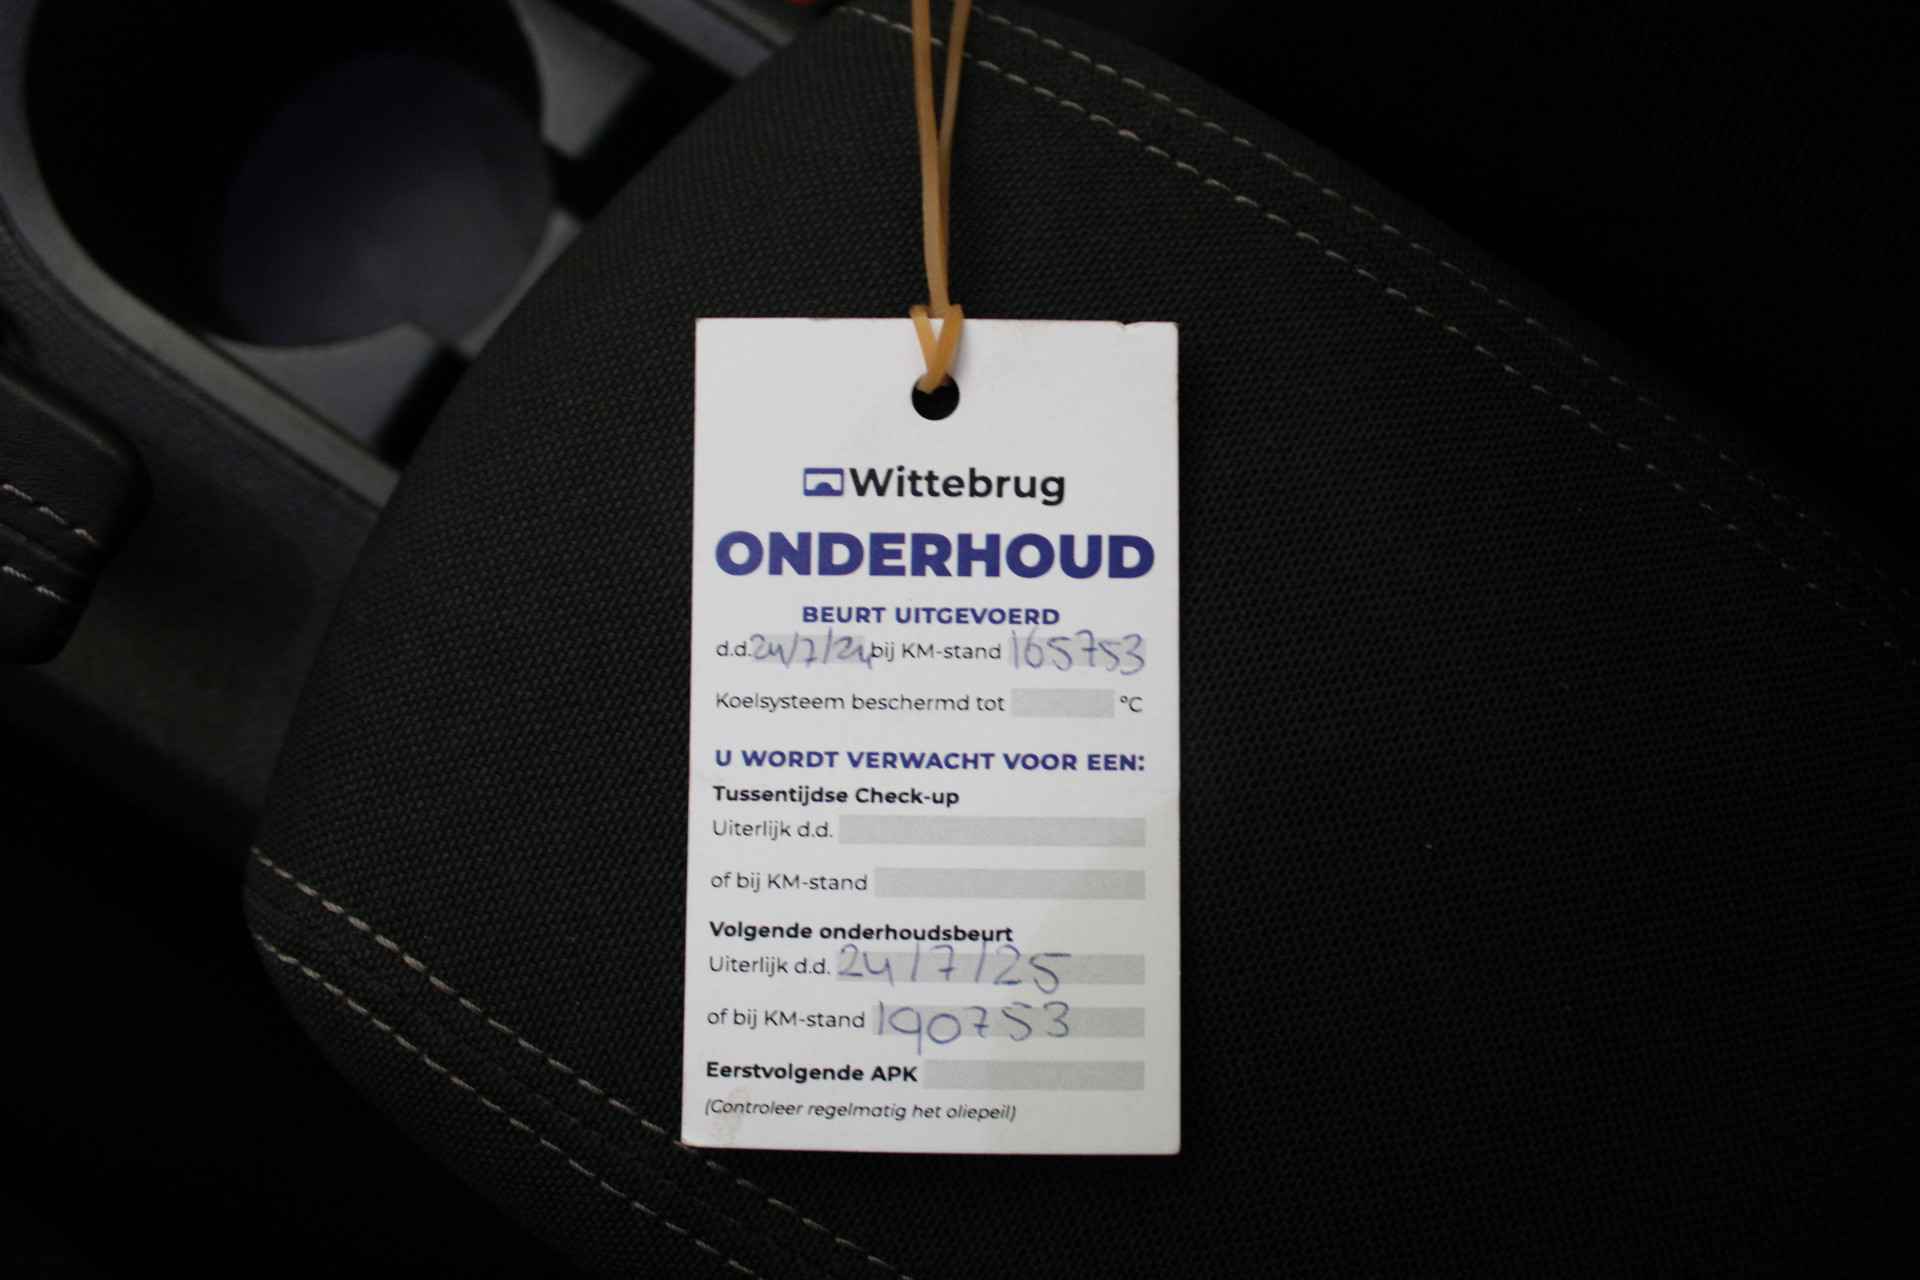 Wittebrug
ONDERHOUD
BEURT UITGEVOERD
d.d. 24/7/24 bij KM-stand 165753
Koelsysteem beschermd tot °C
U WORDT VERWACHT VOOR EEN:
Tussentijdse Check-up
Uiterlijk d.d.
of bij KM-stand
Volgende onderhoudsbeurt
Uiterlijk d.d. 24/7/25
of bij KM-stand 190753
Eerstvolgende APK
(Controleer regelmatig het oliepeil)